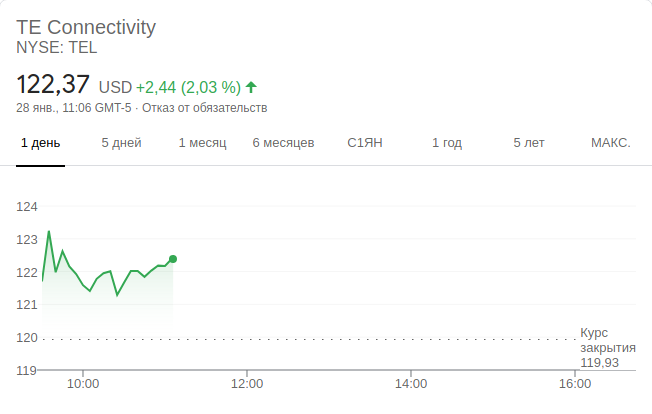 TE Connectivity
NYSE: TEL
122,37 USD +2,44 (2,03 %)
28 янв., 11:06 GMT-5 · Отказ от обязательств
1 день 5 дней 1 месяц 6 месяцев С1ЯН 1 год 5 лет МАКС.
124
123
122
121
120
119
Курс
закрытия
119,93
10:00 12:00 14:00 16:00